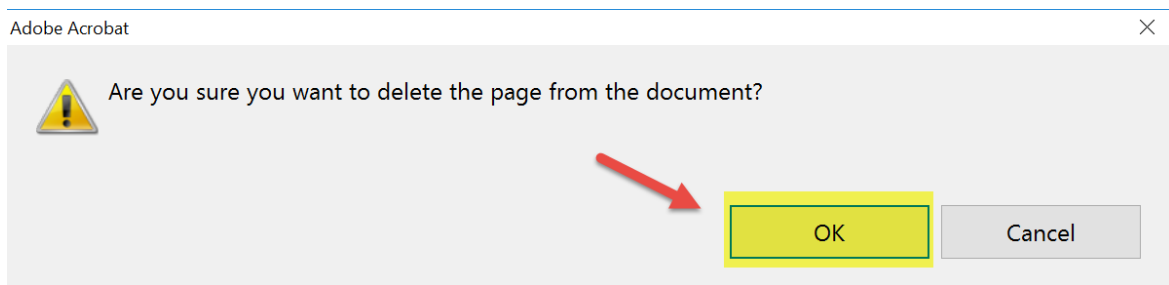 Adobe Acrobat
Are you sure you want to delete the page from the document?
OK
Cancel